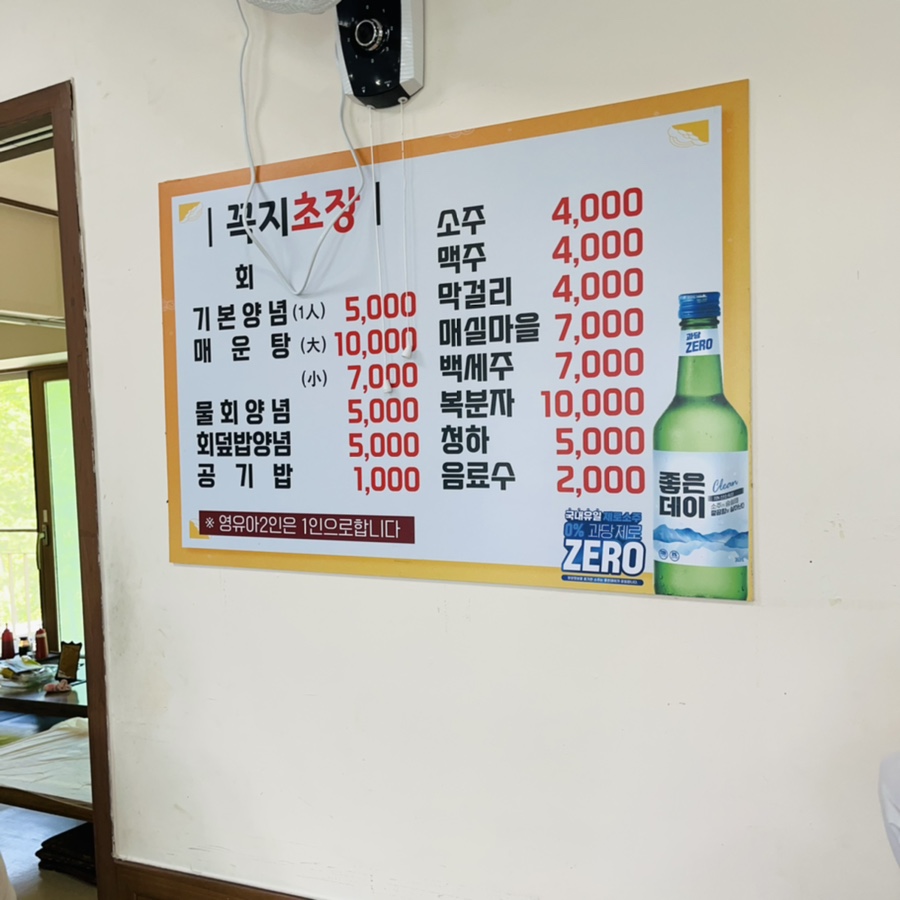 꼭지초장
회
기본양념 (1人) 5,000
매운탕 (大) 10,000
(小) 7,000
물회양념 5,000
회덮밥양념 5,000
공기밥 1,000
※ 영유아2인은 1인으로합니다
소주 4,000
맥주 4,000
막걸리 4,000
매실마을 7,000
백세주 7,000
복분자 10,000
청하 5,000
음료수 2,000
국내유일 제로소주
0% 과당 제로
ZERO
과당
ZERO
좋은
데이
Clean